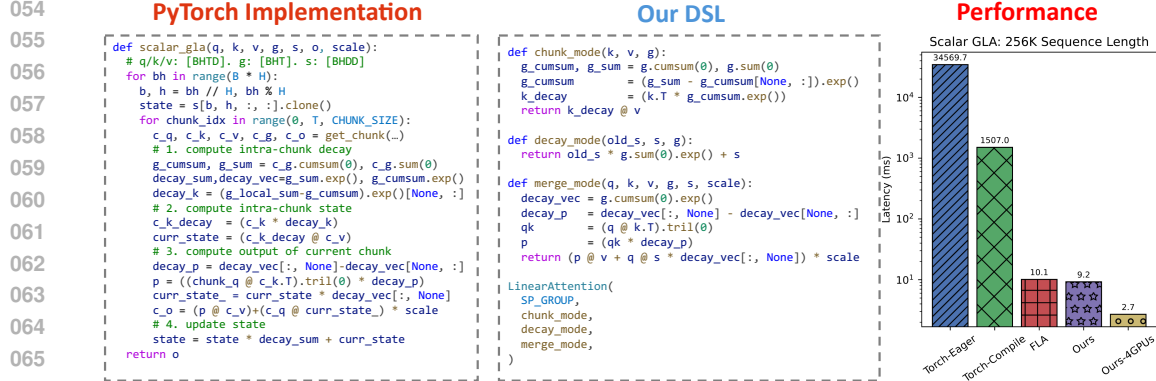 054
055
056
057
058
059
060
061
062
063
064
065
PyTorch Implementation
def scalar_gla(q, k, v, g, s, o, scale):
# q/k/v: [BHTD]. g: [BHT]. s: [BHDD]
for bh in range(B * H):
b, h = bh // H, bh % H
state = s[b, h, :, :].clone()
for chunk_idx in range(0, T, CHUNK_SIZE):
c_q, c_k, c_v, c_g, c_o = get_chunk(…)
# 1. compute intra-chunk decay
g_cumsum, g_sum = c_g.cumsum(0), c_g.sum(0)
decay_sum,decay_vec=g_sum.exp(), g_cumsum.exp()
decay_k = (g_local_sum-g_cumsum).exp()[None, :]
# 2. compute intra-chunk state
c_k_decay = (c_k * decay_k)
curr_state = (c_k_decay @ c_v)
# 3. compute output of current chunk
decay_p = decay_vec[:, None]-decay_vec[None, :]
p = ((chunk_q @ c_k.T).tril(0) * decay_p)
curr_state_ = curr_state * decay_vec[:, None]
c_o = (p @ c_v)+(c_q @ curr_state_) * scale
# 4. update state
state = state * decay_sum + curr_state
return o
Our DSL
def chunk_mode(k, v, g):
g_cumsum, g_sum = g.cumsum(0), g.sum(0)
g_cumsum = (g_sum - g_cumsum[None, :]).exp()
k_decay = (k.T * g_cumsum.exp())
return k_decay @ v
def decay_mode(old_s, s, g):
return old_s * g.sum(0).exp() + s
def merge_mode(q, k, v, g, s, scale):
decay_vec = g.cumsum(0).exp()
decay_p = decay_vec[:, None] - decay_vec[None, :]
qk = (q @ k.T).tril(0)
p = (qk * decay_p)
return (p @ v + q @ s * decay_vec[:, None]) * scale
LinearAttention(
SP_GROUP,
chunk_mode,
decay_mode,
merge_mode,
)
Performance
Scalar GLA: 256K Sequence Length
Latency (ms)
10⁴
10³
10²
10¹
34569.7
1507.0
10.1
9.2
2.7
Torch-Eager
Torch-Compile
FLA
Ours
Ours-4GPUs